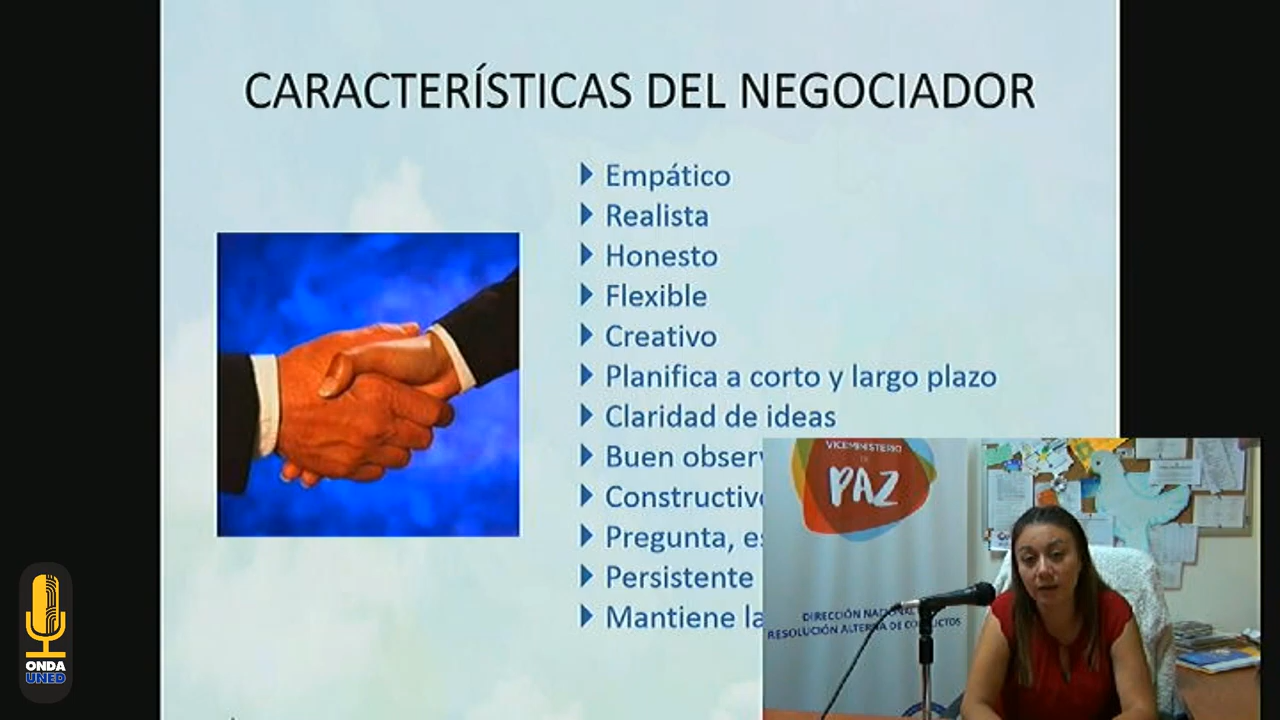 CARACTERÍSTICAS DEL NEGOCIADOR
Empático
Realista
Honesto
Flexible
Creativo
Planifica a corto y largo plazo
Claridad de ideas
Buen
Pregunta,
Persistente
Mantiene
VICEMINISTERIO
DE
PAZ
DIRECCIÓN NACIONAL
RESOLUCIÓN ALTERNA DE CONFLICTOS
ONDA
UNED